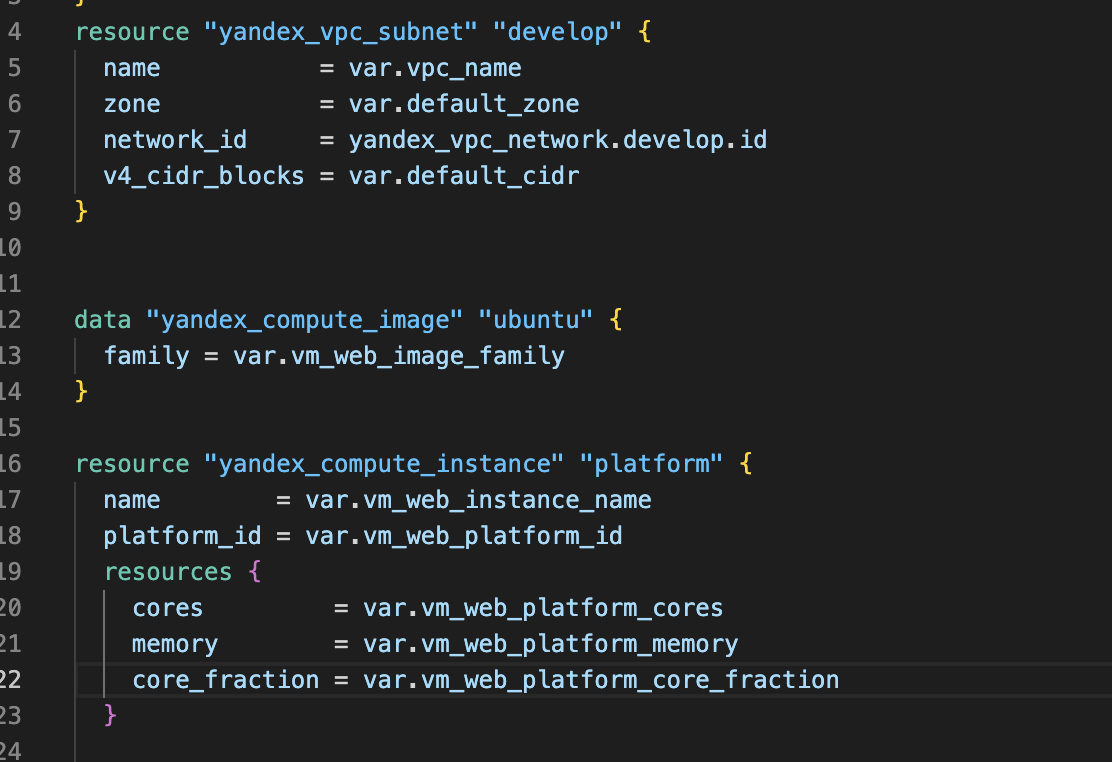 3 }
4 resource "yandex_vpc_subnet" "develop" {
5 name = var.vpc_name
6 zone = var.default_zone
7 network_id = yandex_vpc_network.develop.id
8 v4_cidr_blocks = var.default_cidr
9 }
10
11
12 data "yandex_compute_image" "ubuntu" {
13 family = var.vm_web_image_family
14 }
15
16 resource "yandex_compute_instance" "platform" {
17 name = var.vm_web_instance_name
18 platform_id = var.vm_web_platform_id
19 resources {
20 cores = var.vm_web_platform_cores
21 memory = var.vm_web_platform_memory
22 core_fraction = var.vm_web_platform_core_fraction
23 }
24